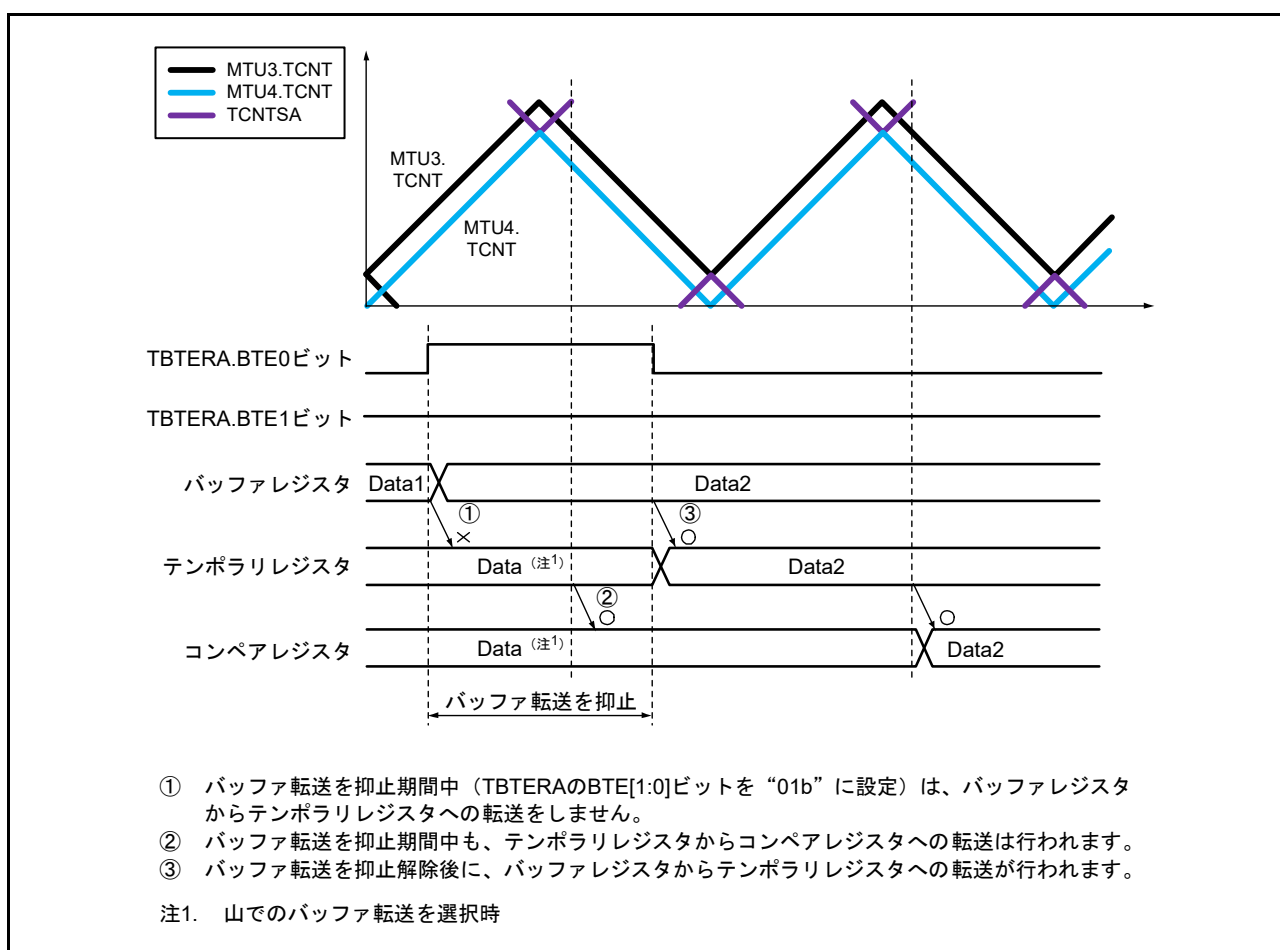 MTU3.TCNT
MTU4.TCNT
TCNTSA
MTU3.
TCNT
MTU4.
TCNT
TBTERA.BTE0ビット
TBTERA.BTE1ビット
バッファレジスタ
Data1
Data2
①
×
③
○
テンポラリレジスタ
Data（注1）
Data2
②
○
○
コンペアレジスタ
Data（注1）
Data2
バッファ転送を抑止
① バッファ転送を抑止期間中（TBTERAのBTE[1:0]ビットを“01b”に設定）は、バッファレジスタ
からテンポラリレジスタへの転送をしません。
② バッファ転送を抑止期間中も、テンポラリレジスタからコンペアレジスタへの転送は行われます。
③ バッファ転送を抑止解除後に、バッファレジスタからテンポラリレジスタへの転送が行われます。
注1. 山でのバッファ転送を選択時